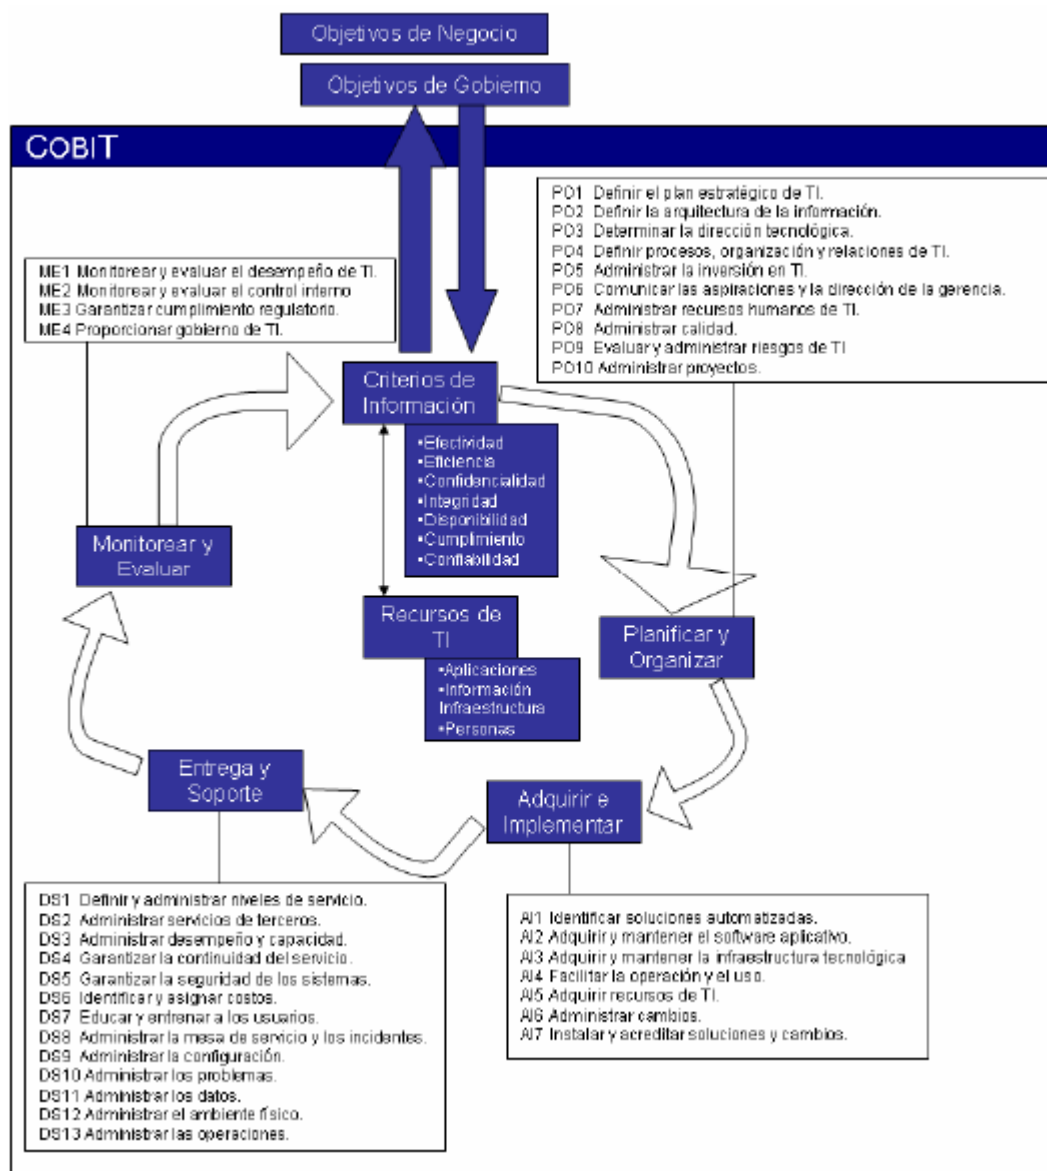 Objetivos de Negocio
Objetivos de Gobierno
COBIT
PO1 Definir el plan estratégico de TI.
PO2 Definir la arquitectura de la información.
PO3 Determinar la dirección tecnológica.
PO4 Definir procesos, organización y relaciones de TI.
PO5 Administrar la inversión en TI.
PO6 Comunicar las aspiraciones y la dirección de la gerencia.
PO7 Administrar recursos humanos de TI.
PO8 Administrar calidad.
PO9 Evaluar y administrar riesgos de TI
PO10 Administrar proyectos.
ME1 Monitorear y evaluar el desempeño de TI.
ME2 Monitorear y evaluar el control interno
ME3 Garantizar cumplimiento regulatorio.
ME4 Proporcionar gobierno de TI.
Criterios de
Información
•Efectividad
•Eficiencia
•Confidencialidad
•Integridad
•Disponibilidad
•Cumplimiento
•Confiabilidad
Monitorear y
Evaluar
Recursos de
TI
•Aplicaciones
•Información
Infraestructura
•Personas
Planificar y
Organizar
Entrega y
Soporte
Adquirir e
Implementar
DS1 Definir y administrar niveles de servicio.
DS2 Administrar servicios de terceros.
DS3 Administrar desempeño y capacidad.
DS4 Garantizar la continuidad del servicio.
DS5 Garantizar la seguridad de los sistemas.
DS6 Identificar y asignar costos.
DS7 Educar y entrenar a los usuarios.
DS8 Administrar la mesa de servicio y los incidentes.
DS9 Administrar la configuración.
DS10 Administrar los problemas.
DS11 Administrar los datos.
DS12 Administrar el ambiente físico.
DS13 Administrar las operaciones.
AI1 Identificar soluciones automatizadas.
AI2 Adquirir y mantener el software aplicativo.
AI3 Adquirir y mantener la infraestructura tecnológica
AI4 Facilitar la operación y el uso.
AI5 Adquirir recursos de TI.
AI6 Administrar cambios.
AI7 Instalar y acreditar soluciones y cambios.